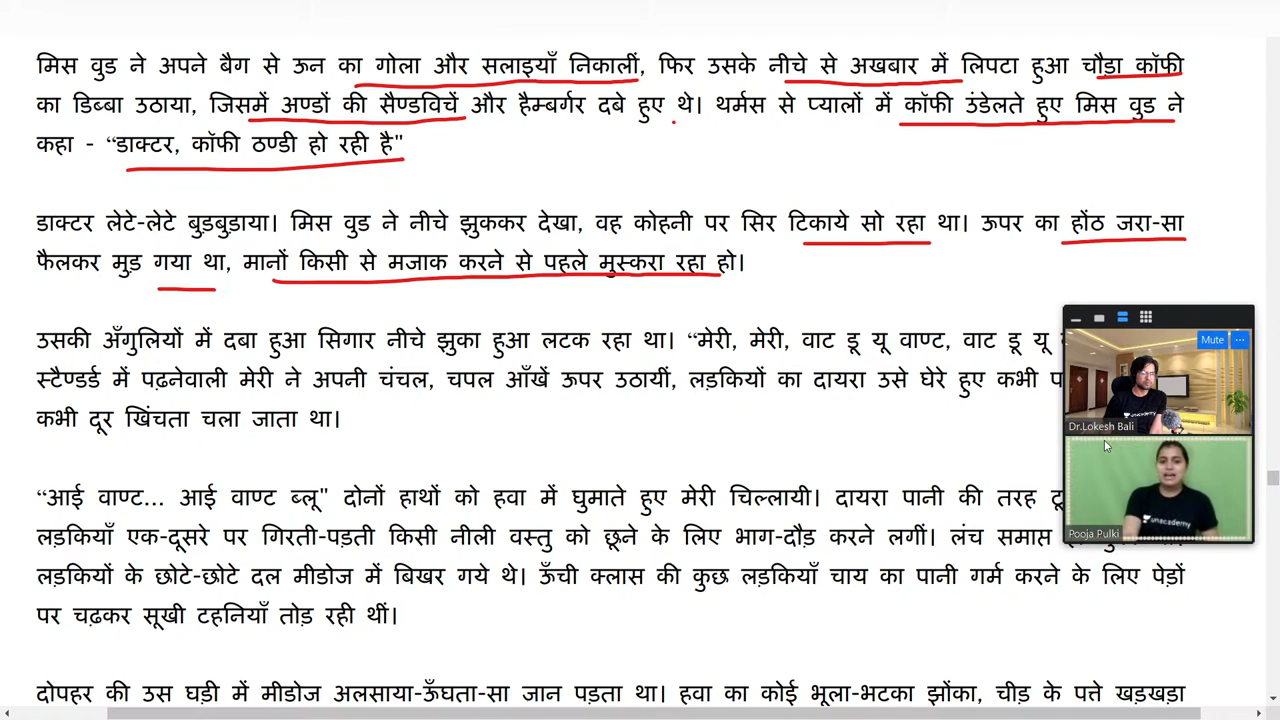 मिस वुड ने अपने बैग से ऊन का गोला और सलाइयाँ निकालीं, फिर उसके नीचे से अखबार में लिपटा हुआ चौड़ा कॉफी
का डिब्बा उठाया, जिसमें अण्डों की सैण्डविचें और हैम्बर्गर दबे हुए थे। थर्मस से प्यालों में कॉफी उंडेलते हुए मिस वुड ने
कहा - “डाक्टर, कॉफी ठण्डी हो रही है"
डाक्टर लेटे-लेटे बुड़बुड़ाया। मिस वुड ने नीचे झुककर देखा, वह कोहनी पर सिर टिकाये सो रहा था। ऊपर का होंठ जरा-सा
फैलकर मुड़ गया था, मानों किसी से मजाक करने से पहले मुस्करा रहा हो।
उसकी अँगुलियों में दबा हुआ सिगार नीचे झुका हुआ लटक रहा था। “मेरी, मेरी, वाट डू यू वाण्ट, वाट डू यू
स्टैण्डर्ड में पढ़नेवाली मेरी ने अपनी चंचल, चपल आँखें ऊपर उठायीं, लड़कियों का दायरा उसे घेरे हुए कभी
कभी दूर खिंचता चला जाता था।
“आई वाण्ट... आई वाण्ट ब्लू" दोनों हाथों को हवा में घुमाते हुए मेरी चिल्लायी। दायरा पानी की तरह
लड़कियाँ एक-दूसरे पर गिरती-पड़ती किसी नीली वस्तु को छूने के लिए भाग-दौड़ करने लगीं। लंच समाप्त
लड़कियों के छोटे-छोटे दल मीडोज में बिखर गये थे। ऊँची क्लास की कुछ लड़कियाँ चाय का पानी गर्म करने के लिए पेड़ों
पर चढ़कर सूखी टहनियाँ तोड़ रही थीं।
दोपहर की उस घड़ी में मीडोज अलसाया-ऊँघता-सा जान पड़ता था। हवा का कोई भूला-भटका झोंका, चीड़ के पत्ते खड़खड़ा
Mute
Dr.Lokesh Bali
unacademy
Pooja Pulki
unacademy